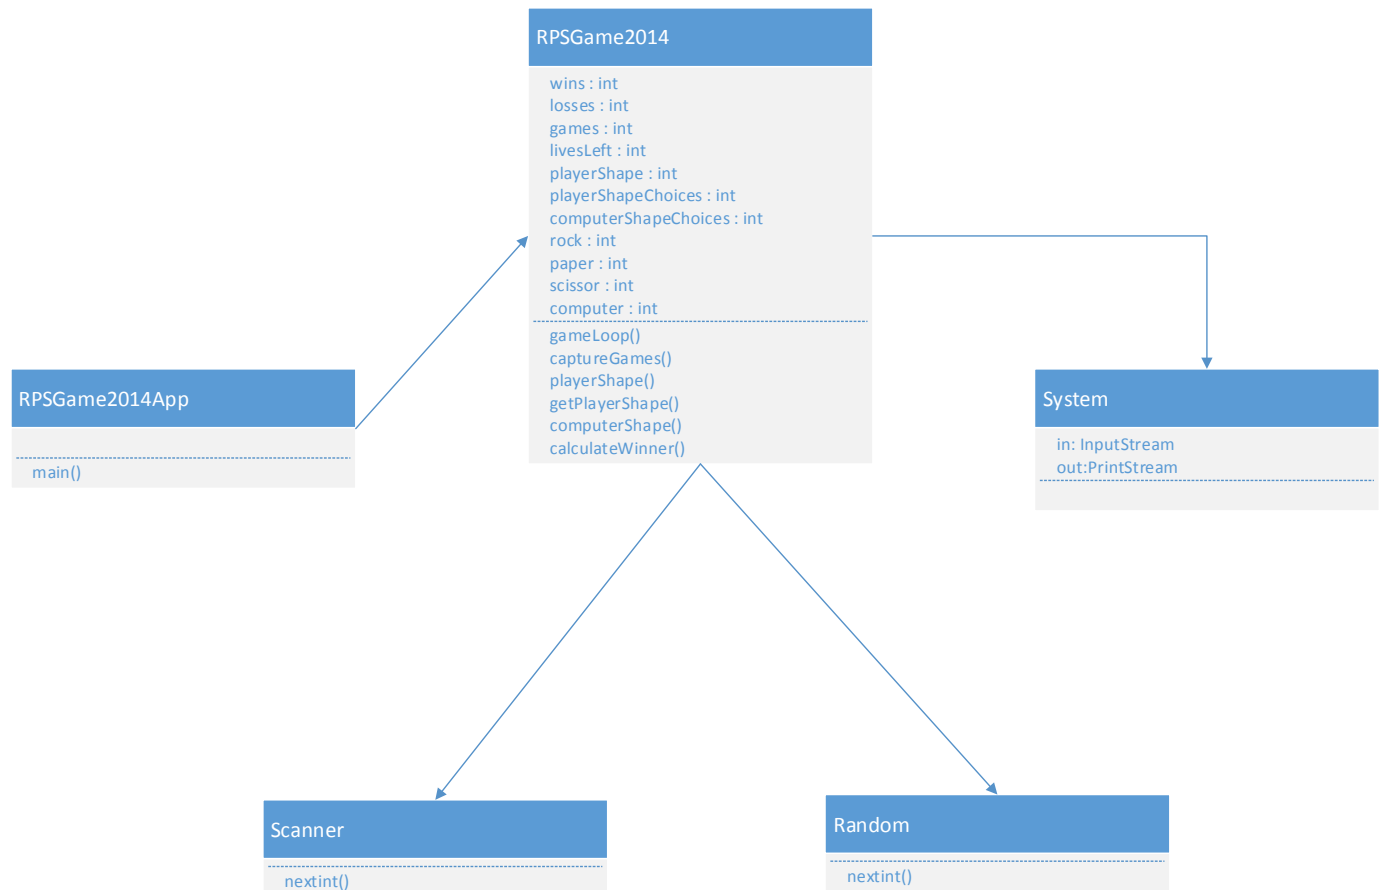 RPSGame2014
wins : int
losses : int
games : int
livesLeft : int
playerShape : int
playerShapeChoices : int
computerShapeChoices : int
rock : int
paper : int
scissor : int
computer : int
gameLoop()
captureGames()
playerShape()
getPlayerShape()
computerShape()
calculateWinner()
RPSGame2014App
main()
System
in: InputStream
out:PrintStream
Scanner
nextint()
Random
nextint()